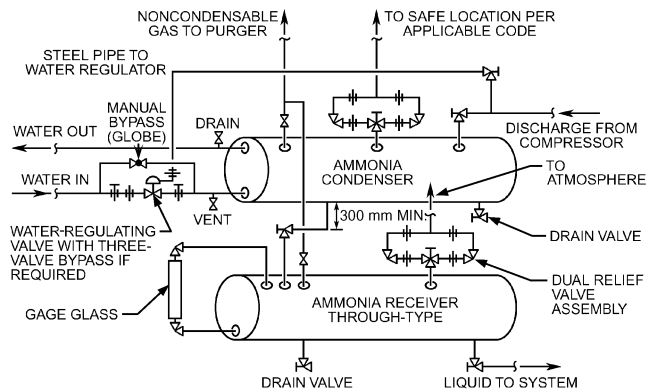 NONCONDENSABLE
GAS TO PURGER
TO SAFE LOCATION PER
APPLICABLE CODE
STEEL PIPE TO
WATER REGULATOR
MANUAL
BYPASS
(GLOBE)
DRAIN
WATER OUT
DISCHARGE FROM
COMPRESSOR
AMMONIA
CONDENSER
WATER IN
TO
ATMOSPHERE
VENT
300 mm MIN
WATER-REGULATING
VALVE WITH THREE-
VALVE BYPASS IF
REQUIRED
DRAIN VALVE
DUAL RELIEF
VALVE
ASSEMBLY
GAGE GLASS
AMMONIA RECEIVER
THROUGH-TYPE
DRAIN VALVE
LIQUID TO SYSTEM